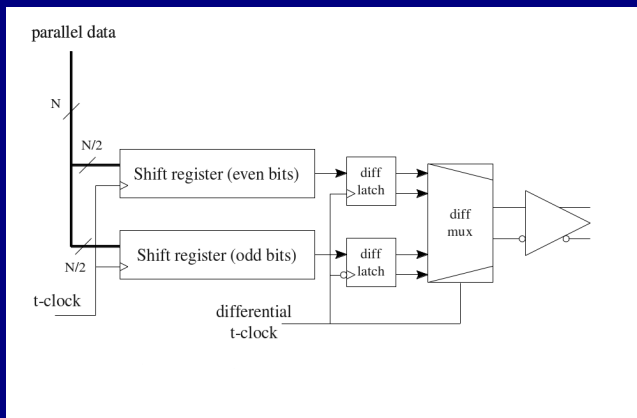 parallel data
N
N/2
Shift register (even bits)
diff
latch
diff
mux
Shift register (odd bits)
diff
latch
N/2
t-clock
differential
t-clock